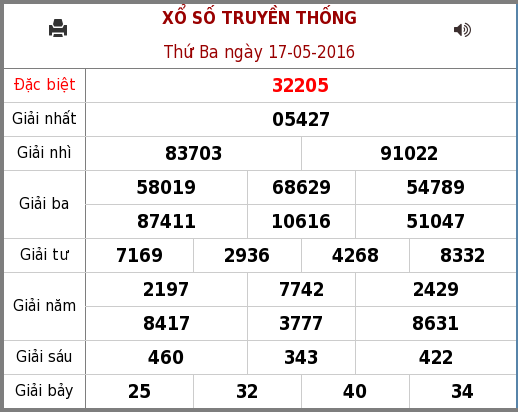 XỔ SỐ TRUYỀN THỐNG
Thứ Ba ngày 17-05-2016
Đặc biệt 32205
Giải nhất 05427
Giải nhì 83703 91022
Giải ba 58019 68629 54789
87411 10616 51047
Giải tư 7169 2936 4268 8332
Giải năm 2197 7742 2429
8417 3777 8631
Giải sáu 460 343 422
Giải bảy 25 32 40 34